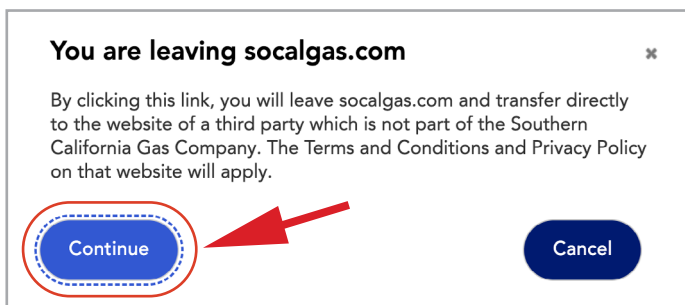 You are leaving socalgas.com
By clicking this link, you will leave socalgas.com and transfer directly
to the website of a third party which is not part of the Southern
California Gas Company. The Terms and Conditions and Privacy Policy
on that website will apply.
Continue
Cancel